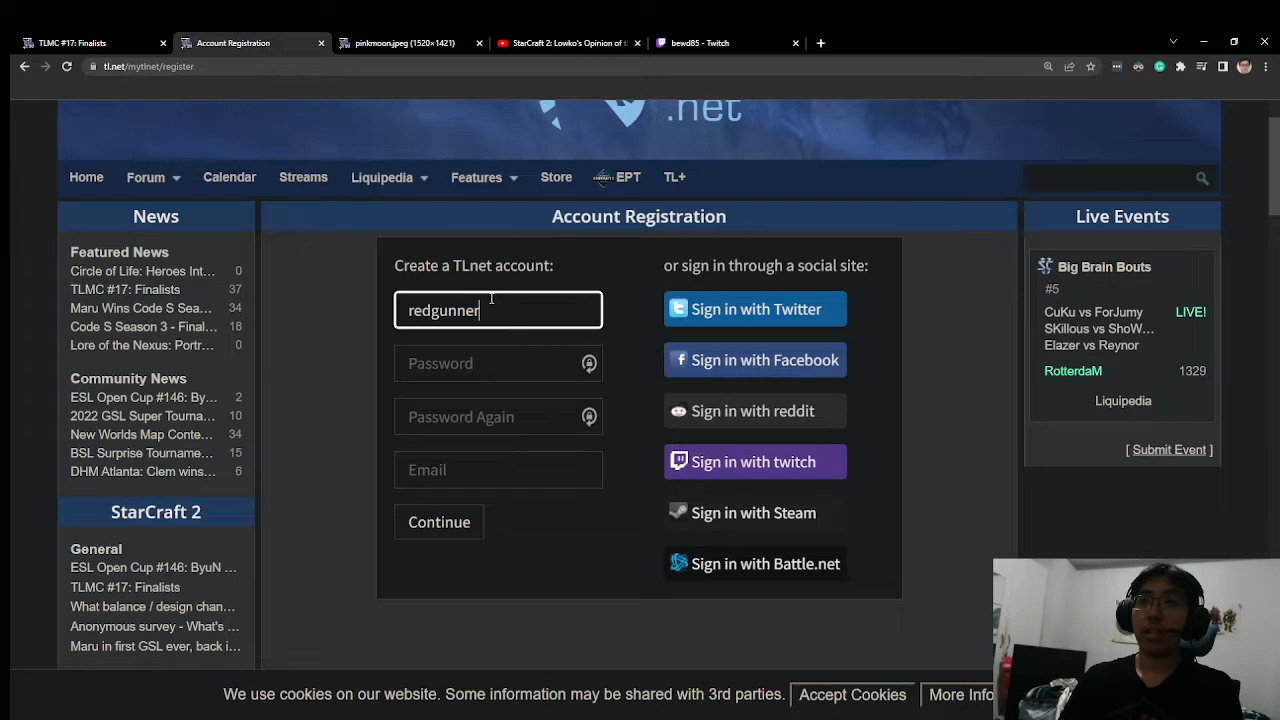 TLMC #17: Finalists
Account Registration
pinkmoon.jpeg (1520×1421)
StarCraft 2: Lowko's Opinion of t
bewd85 - Twitch
tl.net/mytlnet/register
.net
Home
Forum
Calendar
Streams
Liquipedia
Features
Store
EPT
TL+
News
Featured News
Circle of Life: Heroes Int... 0
TLMC #17: Finalists 37
Maru Wins Code S Sea... 38
Code S Season 3 - Final... 18
Lore of the Nexus: Portr... 0
Community News
ESL Open Cup #146: By... 2
2022 GSL Super Tourna... 10
New Worlds Map Conte... 34
BSL Surprise Tourname... 15
DHM Atlanta: Clem wins... 6
StarCraft 2
General
ESL Open Cup #146: ByuN ...
TLMC #17: Finalists
What balance / design chan...
Anonymous survey - What's ...
Maru in first GSL ever, back i...
Account Registration
Create a TLnet account:
redgunner
Password
Password Again
Email
Continue
or sign in through a social site:
Sign in with Twitter
Sign in with Facebook
Sign in with reddit
Sign in with twitch
Sign in with Steam
Sign in with Battle.net
Live Events
Big Brain Bouts
#5
CuKu vs ForJumy LIVE!
SKillous vs ShoW...
Elazer vs Reynor
RotterdaM 1329
Liquipedia
[ Submit Event ]
We use cookies on our website. Some information may be shared with 3rd parties.
Accept Cookies
More Info